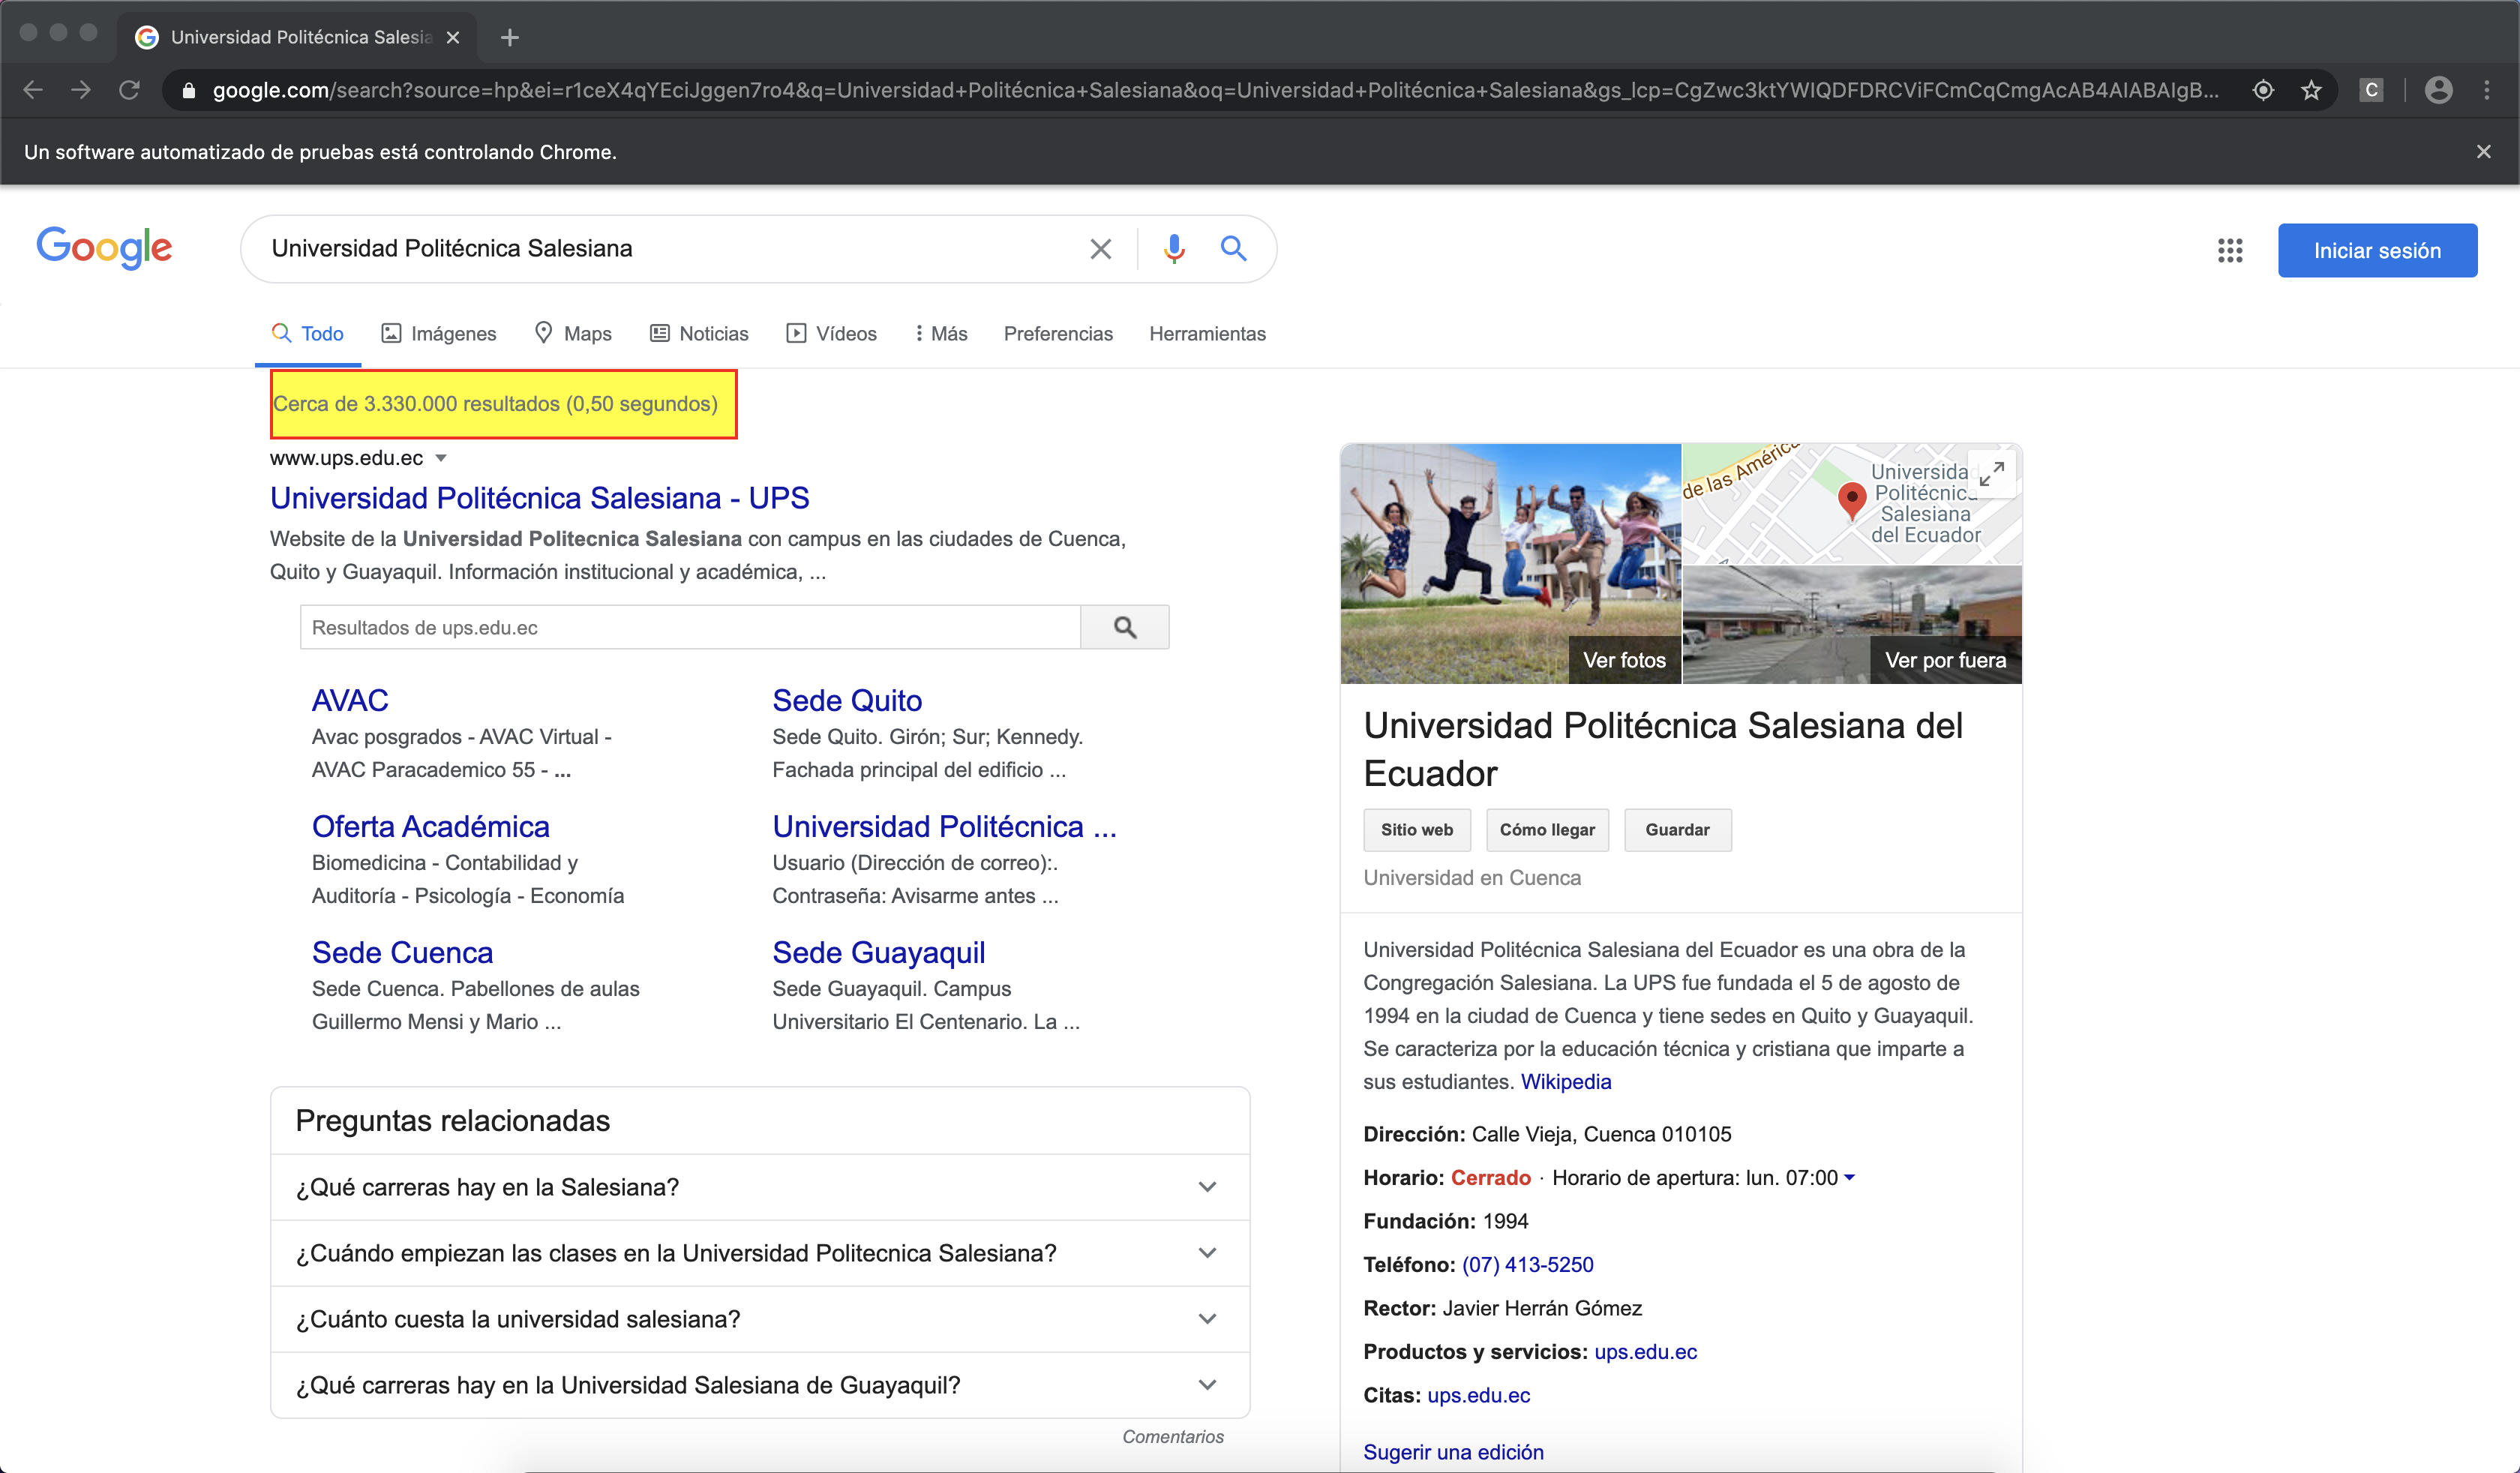 Universidad Politécnica Salesia
google.com/search?source=hp&ei=r1ceX4qYEciJggen7ro4&q=Universidad+Politécnica+Salesiana&oq=Universidad+Politécnica+Salesiana&gs_lcp=CgZwc3ktYWIQDFDRCViFCmCqCmgAcAB4AIABAIgB...
C
Un software automatizado de pruebas está controlando Chrome.
Google
Universidad Politécnica Salesiana
Iniciar sesión
Todo
Imágenes
Maps
Noticias
Vídeos
Más
Preferencias
Herramientas
Cerca de 3.330.000 resultados (0,50 segundos)
www.ups.edu.ec
Universidad Politécnica Salesiana - UPS
Website de la Universidad Politecnica Salesiana con campus en las ciudades de Cuenca,
Quito y Guayaquil. Información institucional y académica, ...
Resultados de ups.edu.ec
AVAC
Avac posgrados - AVAC Virtual -
AVAC Paracademico 55 - ...
Sede Quito
Sede Quito. Girón; Sur; Kennedy.
Fachada principal del edificio ...
Oferta Académica
Biomedicina - Contabilidad y
Auditoría - Psicología - Economía
Universidad Politécnica ...
Usuario (Dirección de correo):.
Contraseña: Avisarme antes ...
Sede Cuenca
Sede Cuenca. Pabellones de aulas
Guillermo Mensi y Mario ...
Sede Guayaquil
Sede Guayaquil. Campus
Universitario El Centenario. La ...
Preguntas relacionadas
¿Qué carreras hay en la Salesiana?
¿Cuándo empiezan las clases en la Universidad Politecnica Salesiana?
¿Cuánto cuesta la universidad salesiana?
¿Qué carreras hay en la Universidad Salesiana de Guayaquil?
Comentarios
de las América
Universidad
Politécnica
Salesiana
del Ecuador
Ver fotos
Ver por fuera
Universidad Politécnica Salesiana del
Ecuador
Sitio web
Cómo llegar
Guardar
Universidad en Cuenca
Universidad Politécnica Salesiana del Ecuador es una obra de la
Congregación Salesiana. La UPS fue fundada el 5 de agosto de
1994 en la ciudad de Cuenca y tiene sedes en Quito y Guayaquil.
Se caracteriza por la educación técnica y cristiana que imparte a
sus estudiantes. Wikipedia
Dirección: Calle Vieja, Cuenca 010105
Horario: Cerrado · Horario de apertura: lun. 07:00
Fundación: 1994
Teléfono: (07) 413-5250
Rector: Javier Herrán Gómez
Productos y servicios: ups.edu.ec
Citas: ups.edu.ec
Sugerir una edición